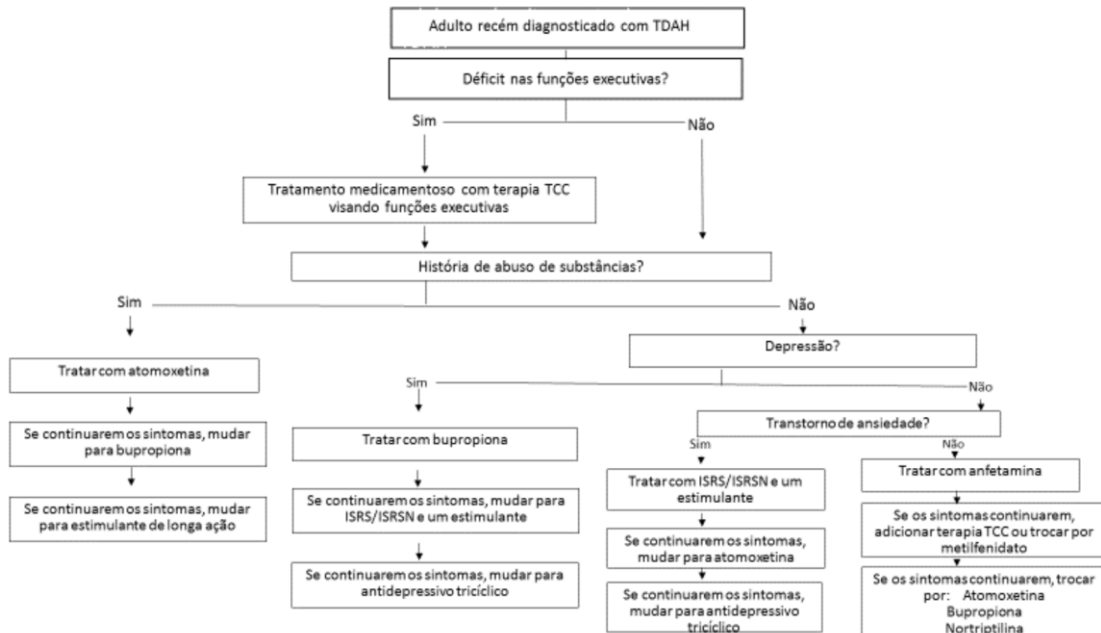 Adulto recém diagnosticado com TDAH
Déficit nas funções executivas?
Sim
Não
Tratamento medicamentoso com terapia TCC
visando funções executivas
História de abuso de substâncias?
Sim
Não
Tratar com atomoxetina
Se continuarem os sintomas, mudar
para bupropiona
Se continuarem os sintomas, mudar
para estimulante de longa ação
Depressão?
Sim
Não
Tratar com bupropiona
Se continuarem os sintomas, mudar para
ISRS/ISRSN e um estimulante
Se continuarem os sintomas, mudar para
antidepressivo tricíclico
Transtorno de ansiedade?
Sim
Não
Tratar com ISRS/ISRSN e um
estimulante
Se continuarem os sintomas,
mudar para atomoxetina
Se continuarem os sintomas,
mudar para antidepressivo
tricíclico
Tratar com anfetamina
Se os sintomas continuarem,
adicionar terapia TCC ou trocar por
metilfenidato
Se os sintomas continuarem, trocar
por: Atomoxetina
Bupropiona
Nortriptilina